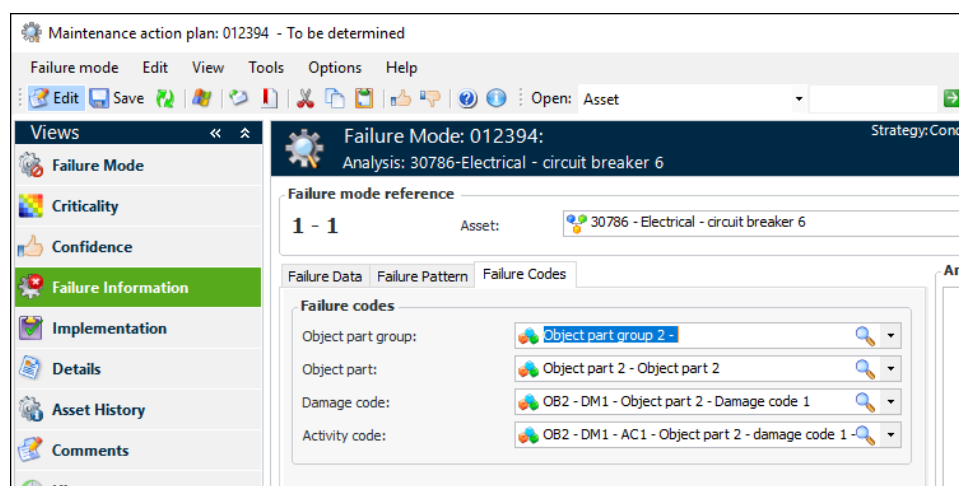 Maintenance action plan: 012394 - To be determined
Failure mode Edit View Tools Options Help
Edit Save Open: Asset
Views
Failure Mode: 012394:
Strategy:Cond
Analysis: 30786-Electrical - circuit breaker 6
Failure Mode
Criticality
Confidence
Failure Information
Implementation
Details
Asset History
Comments
Failure mode reference
1 - 1
Asset: 30786 - Electrical - circuit breaker 6
Failure Data Failure Pattern Failure Codes
Failure codes
Object part group: Object part group 2 -
Object part: Object part 2 - Object part 2
Damage code: OB2 - DM1 - Object part 2 - Damage code 1
Activity code: OB2 - DM1 - AC1 - Object part 2 - damage code 1 -